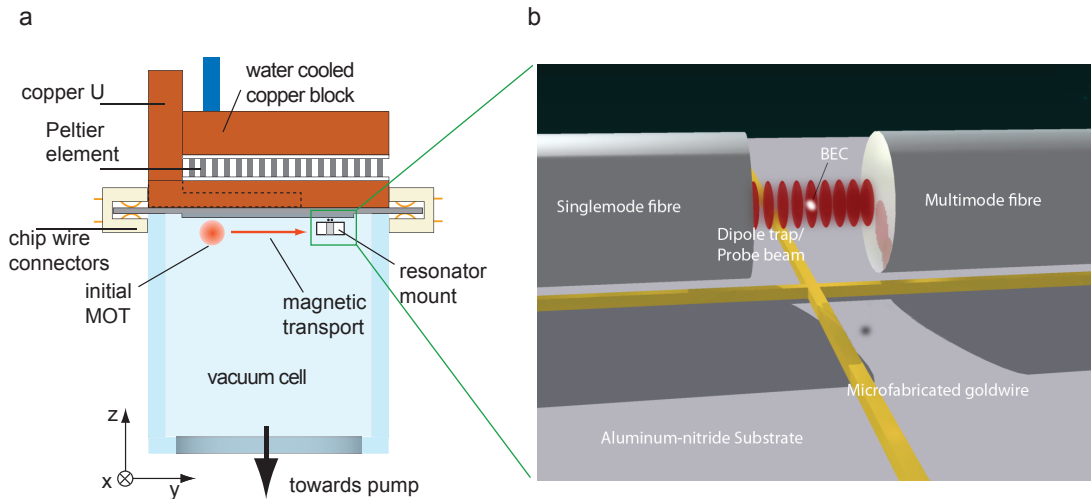 a
b
water cooled
copper block
copper U
Peltier
element
chip wire
connectors
initial
MOT
magnetic
transport
resonator
mount
vacuum cell
z
x
y
towards pump
BEC
Singlemode fibre
Multimode fibre
Dipole trap/
Probe beam
Microfabricated goldwire
Aluminum-nitride Substrate